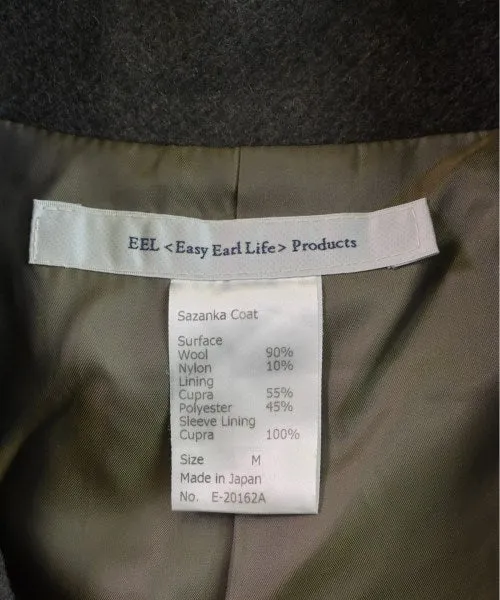 EEL <Easy Earl Life> Products
Sazanka Coat
Surface
Wool 90%
Nylon 10%
Lining
Cupra 55%
Polyester 45%
Sleeve Lining
Cupra 100%
Size M
Made in Japan
No. E-20162A